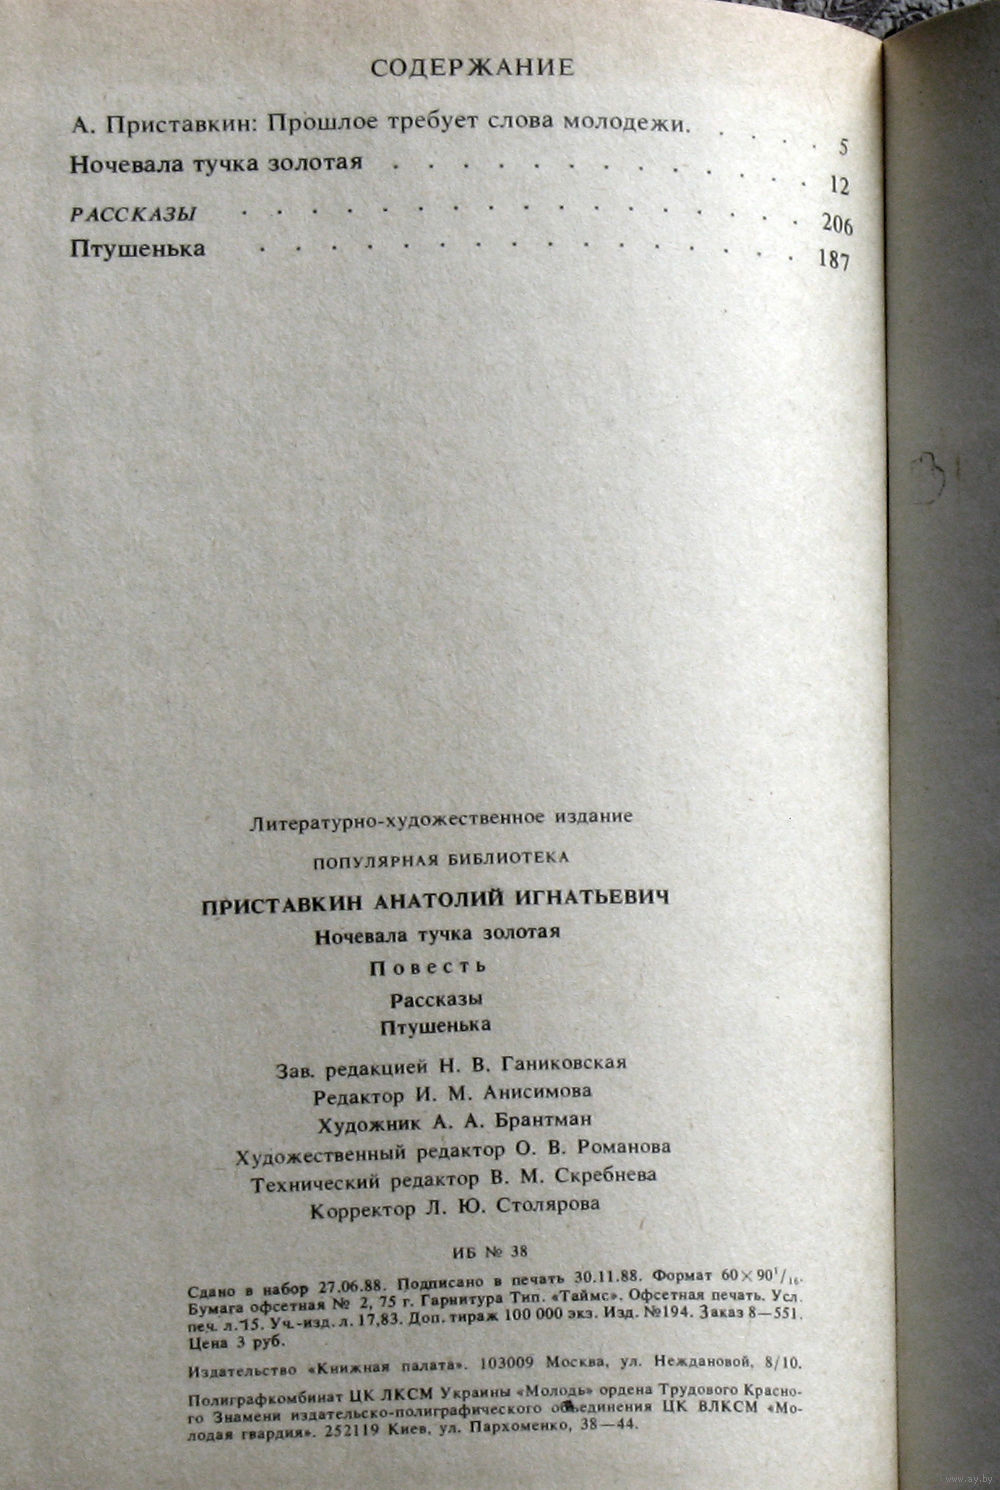 СОДЕРЖАНИЕ
А. Приставкин: Прошлое требует слова молодежи. . . . . 5
Ночевала тучка золотая . . . . . . . . . . . . 12
РАССКАЗЫ . . . . . . . . . . . . . . . . 206
Птушенька . . . . . . . . . . . . . . . . 187
Литературно-художественное издание
ПОПУЛЯРНАЯ БИБЛИОТЕКА
ПРИСТАВКИН АНАТОЛИЙ ИГНАТЬЕВИЧ
Ночевала тучка золотая
Повесть
Рассказы
Птушенька
Зав. редакцией Н. В. Ганиковская
Редактор И. М. Анисимова
Художник А. А. Брантман
Художественный редактор О. В. Романова
Технический редактор В. М. Скребнева
Корректор Л. Ю. Столярова
ИБ № 38
Сдано в набор 27.06.88. Подписано в печать 30.11.88. Формат 60×90¹/₁₆.
Бумага офсетная № 2, 75 г. Гарнитура Тип. «Таймс». Офсетная печать. Усл.
печ. л. 15. Уч.-изд. л. 17,83. Доп. тираж 100 000 экз. Изд. №194. Заказ 8—551.
Цена 3 руб.
Издательство «Книжная палата». 103009 Москва, ул. Неждановой, 8/10.
Полиграфкомбинат ЦК ЛКСМ Украины «Молодь» ордена Трудового Красно-
го Знамени издательско-полиграфического объединения ЦК ВЛКСМ «Мо-
лодая гвардия». 252119 Киев, ул. Пархоменко, 38—44.
www.ay.by